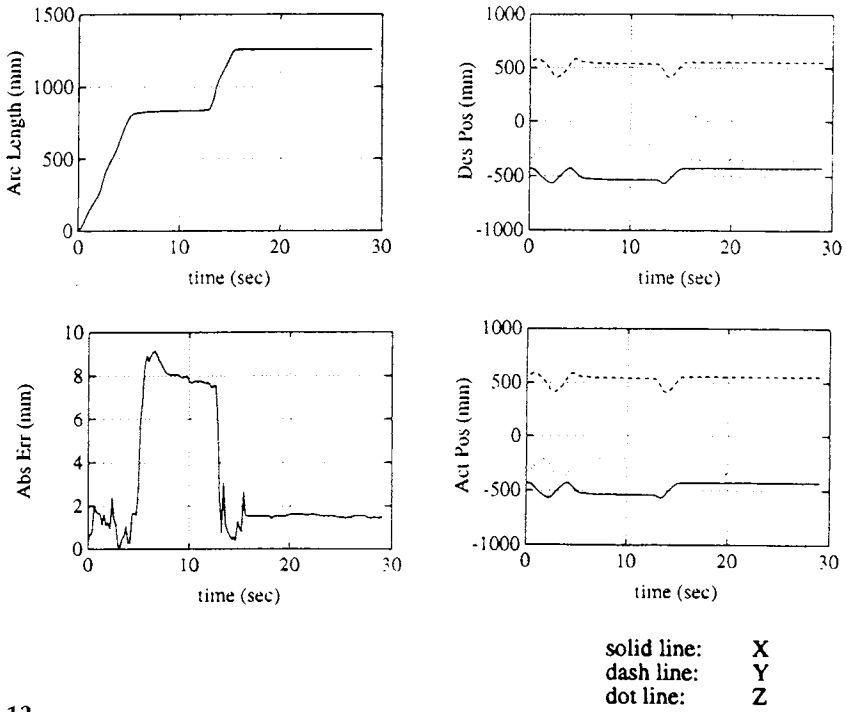 1500
1000
500
0
Arc Length (mm)
0 10 20 30
time (sec)
1000
500
0
-500
-1000
Des Pos (mm)
0 10 20 30
time (sec)
10
8
6
4
2
0
Abs Err (mm)
0 10 20 30
time (sec)
1000
500
0
-500
-1000
Act Pos (mm)
0 10 20 30
time (sec)
solid line: X
dash line: Y
dot line: Z